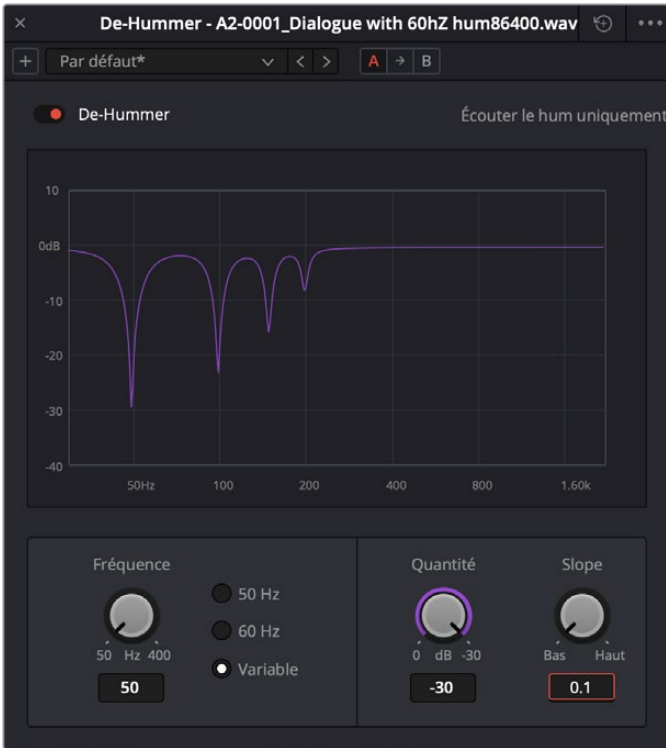 De-Hummer - A2-0001_Dialogue with 60hZ hum86400.wav
Par défaut*
A
B
De-Hummer
Écouter le hum uniquement
10
0dB
-10
-20
-30
-40
50Hz 100 200 400 800 1.60k
Fréquence
50 Hz 400
50
50 Hz
60 Hz
Variable
Quantité
0 dB -30
-30
Slope
Bas Haut
0.1